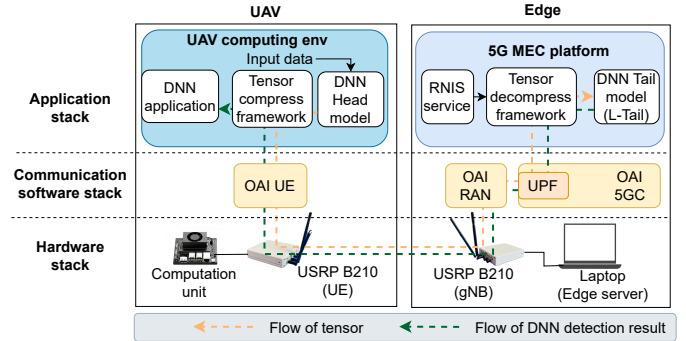 UAV
Edge
UAV computing env
Input data
DNN
application
Tensor
compress
framework
DNN
Head
model
5G MEC platform
RNIS
service
Tensor
decompress
framework
DNN Tail
model
(L-Tail)
Application
stack
Communication
software stack
OAI UE
OAI
RAN
UPF
OAI
5GC
Hardware
stack
Computation
unit
USRP B210
(UE)
USRP B210
(gNB)
Laptop
(Edge server)
Flow of tensor
Flow of DNN detection result